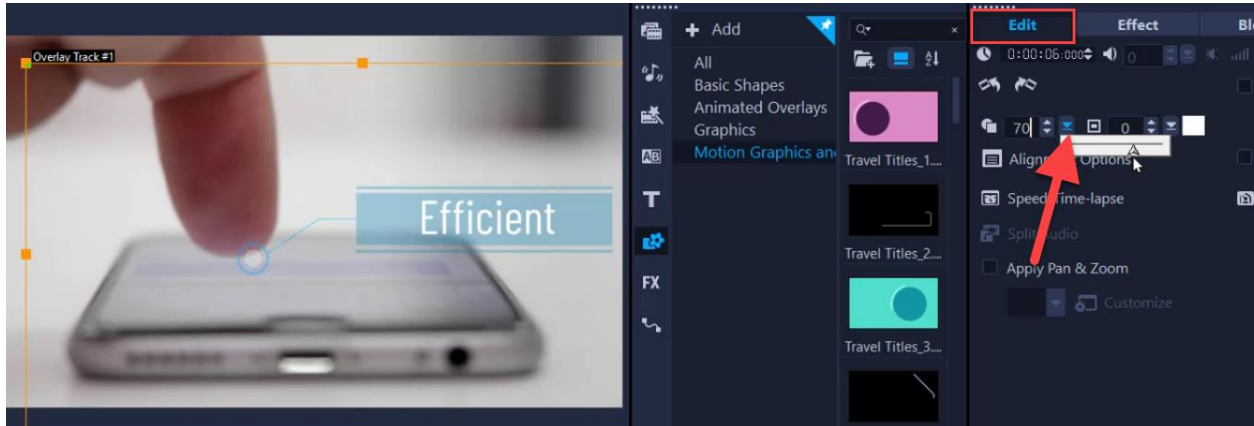 Overlay Track #1
Efficient
Add
All
Basic Shapes
Animated Overlays
Graphics
Motion Graphics an
AB
T
FX
Travel Titles_1....
Travel Titles_2....
Travel Titles_3....
Edit
Effect
Bl
0:00:06:000
0
70
0
Options
Speed Time-lapse
Split Audio
Apply Pan & Zoom
Customize